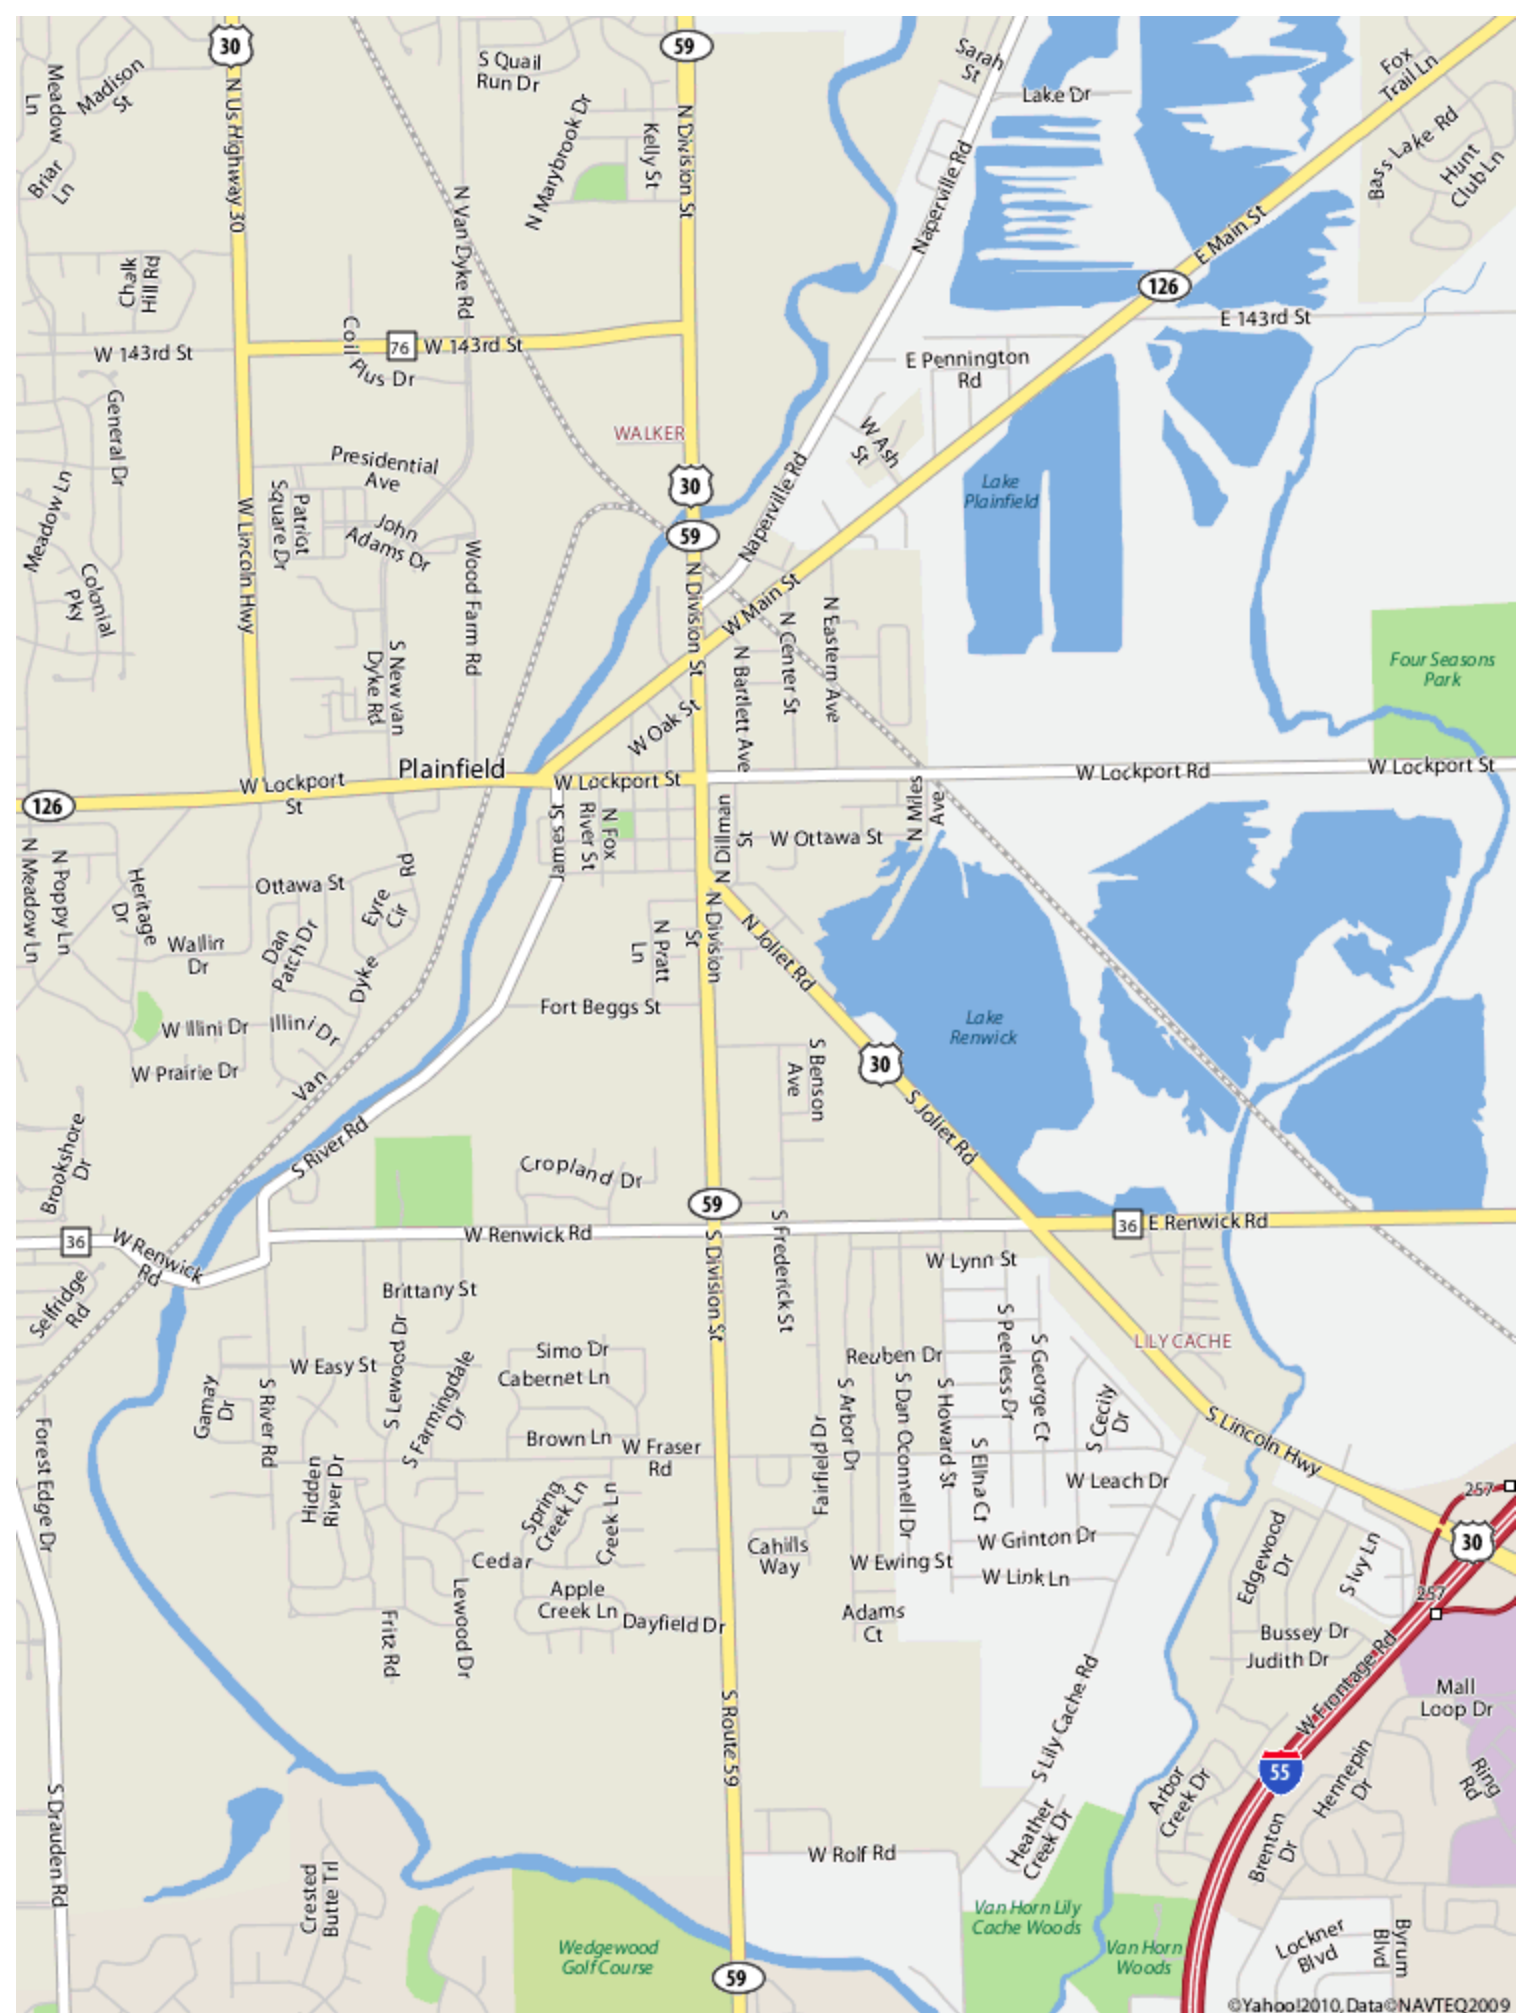 30
59
Sarah
St
Fox
Trail Ln
Meadow
Ln
Madison
St
S Quail
Run Dr
Lake Dr
N Us Highway 30
N Marybrook Dr
Kelly St
N Division St
Naperville Rd
Bass Lake Rd
Hunt
Club Ln
Briar
Ln
N Van Dyke Rd
E Main St
Chalk
Hill Rd
126
E 143rd St
W 143rd St
Coil
Plus Dr
76
W 143rd St
E Pennington
Rd
General Dr
WALKER
W Ash
St
Presidential
Ave
30
Naperville Rd
Lake
Plainfield
Meadow Ln
W Lincoln Hwy
Patriot
Square Dr
John
Adams Dr
59
Wood Farm Rd
Colonial
Pky
N Division St
W Main St
N Center St
N Eastern Ave
S New van
Dyke Rd
N Bartlett Ave
Four Seasons
Park
W Oak St
Plainfield
W Lockport
St
W Lockport St
W Lockport Rd
W Lockport St
126
James St
N Fox
River St
N Dillman
St
W Ottawa St
N Miles
Ave
N Meadow Ln
N Poppy Ln
Heritage
Dr
Ottawa St
Rd
Eyre
Cir
Wallin
Dr
Dan
Patch Dr
Dyke
N Pratt
Ln
N Division
St
N Joliet Rd
Fort Beggs St
W Illini Dr
Illini Dr
Lake
Renwick
W Prairie Dr
Van
S Benson
Ave
30
S Joliet Rd
Brookshore
Dr
S River Rd
Cropland Dr
59
36
W Renwick
Rd
W Renwick Rd
36
E Renwick Rd
S Frederick St
S Division St
W Lynn St
Selfridge
Rd
Brittany St
S Peerless Dr
S George Ct
LILY CACHE
Simo Dr
Cabernet Ln
W Easy St
S Lewood Dr
S Farmingdale
Dr
Reuben Dr
Gamay
Dr
S River Rd
S Arbor Dr
S Dan Oconnell Dr
S Howard St
S Cecily
Dr
S Lincoln Hwy
Forest Edge Dr
Brown Ln
W Fraser
Rd
Fairfield Dr
S Elina Ct
Hidden
River Dr
Spring
Creek Ln
Creek Ln
W Leach Dr
257
30
Cedar
Cahills
Way
W Ewing St
W Grinton Dr
W Link Ln
Edgewood
Dr
S Ivy Ln
257
Apple
Creek Ln
Dayfield Dr
Adams
Ct
Fritz Rd
Lewood Dr
Bussey Dr
Judith Dr
W Frontage Rd
Mall
Loop Dr
S Route 59
S Lily Cache Rd
55
Ring
Rd
S Drauden Rd
Arbor
Creek Dr
Hennepin
Dr
Heather
Creek Dr
Brenton
Dr
W Rolf Rd
Crested
Butte Trl
Wedgewood
Golf Course
59
Van Horn Lily
Cache Woods
Van Horn
Woods
Lockner
Blvd
Byrum
Blvd
©Yahoo!2010, Data©NAVTEQ2009